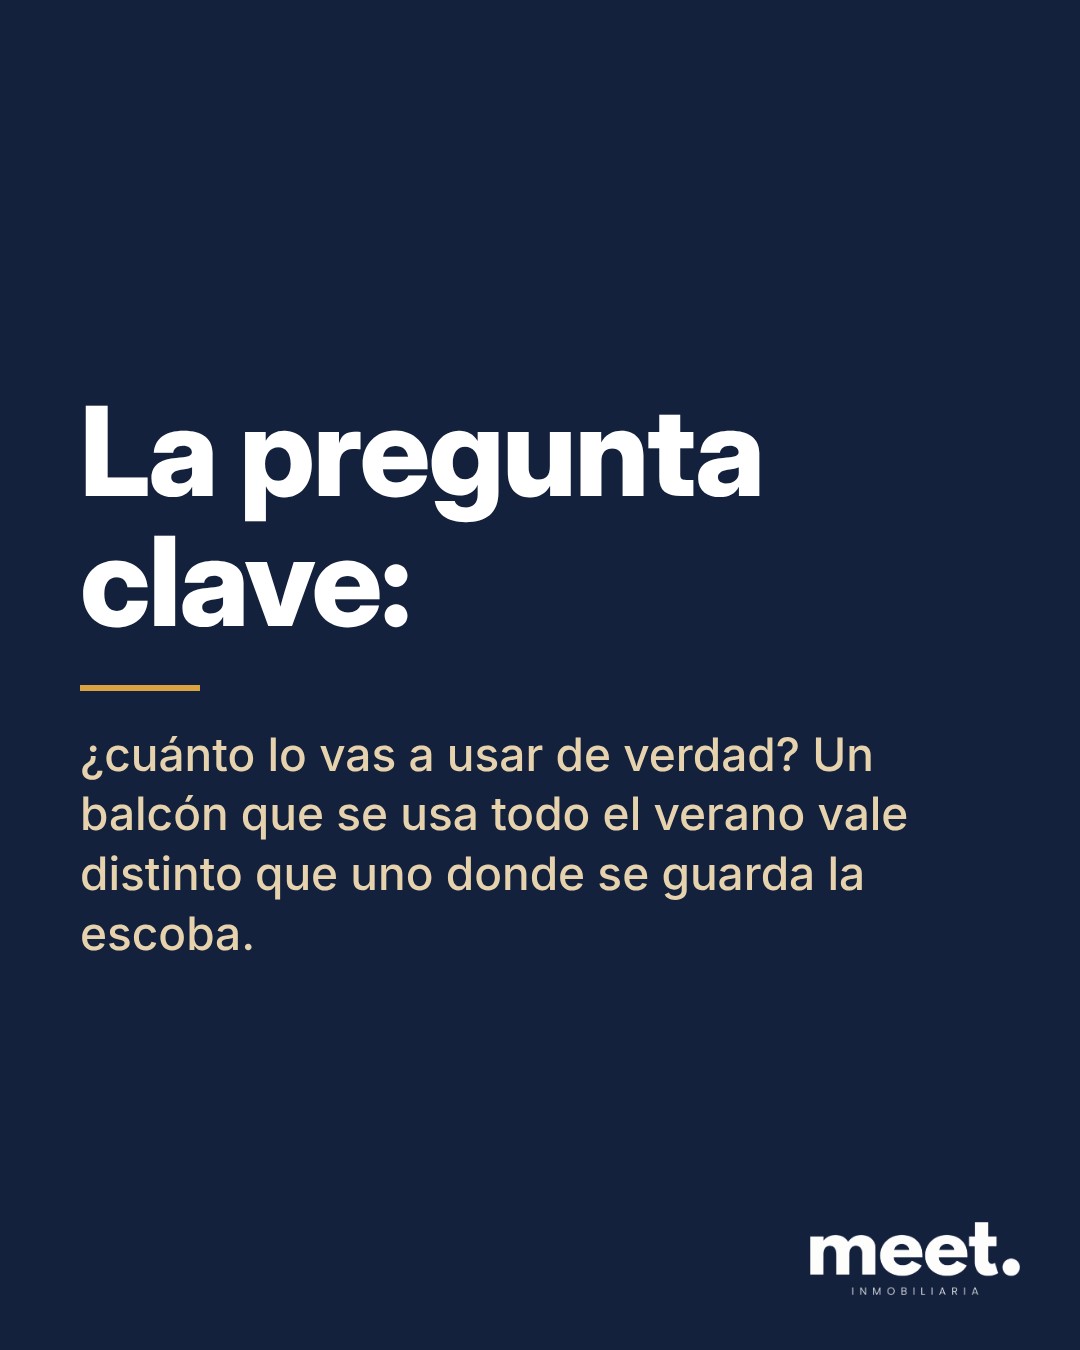 La pregunta
clave:
¿cuánto lo vas a usar de verdad? Un
balcón que se usa todo el verano vale
distinto que uno donde se guarda la
escoba.
meet.
INMOBILIARIA